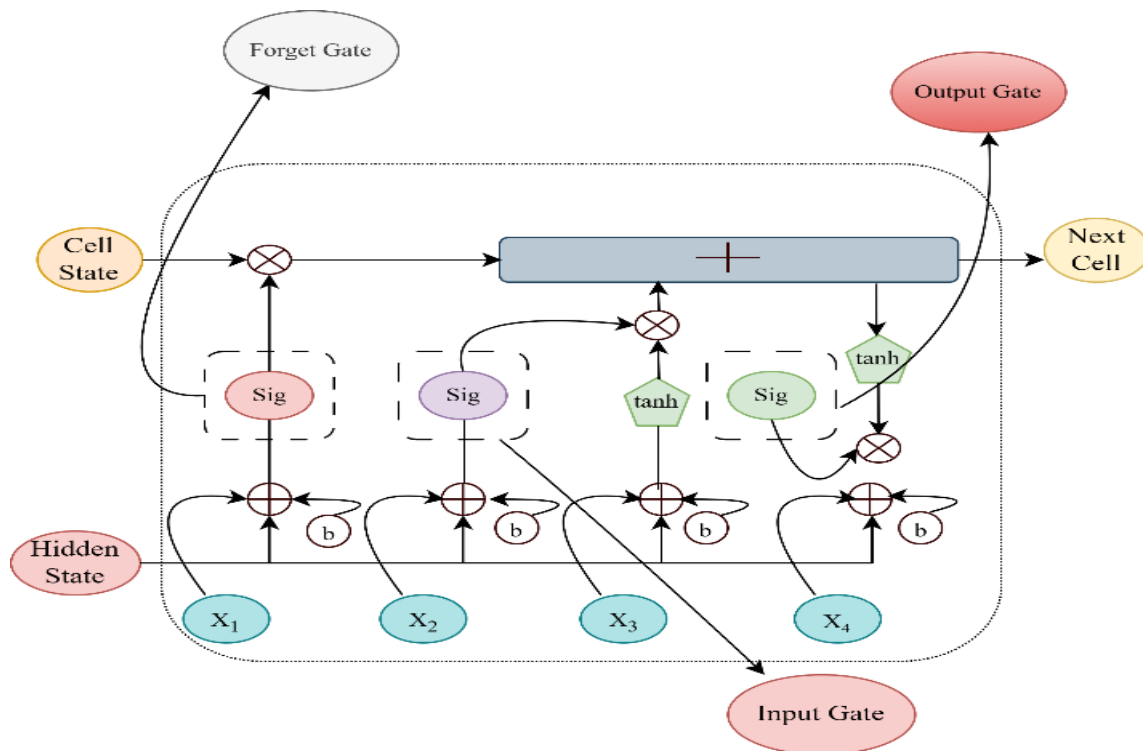 Forget Gate
Output Gate
Cell
State
Next
Cell
tanh
Sig
Sig
tanh
Sig
b
b
b
b
Hidden
State
X₁
X₂
X₃
X₄
Input Gate